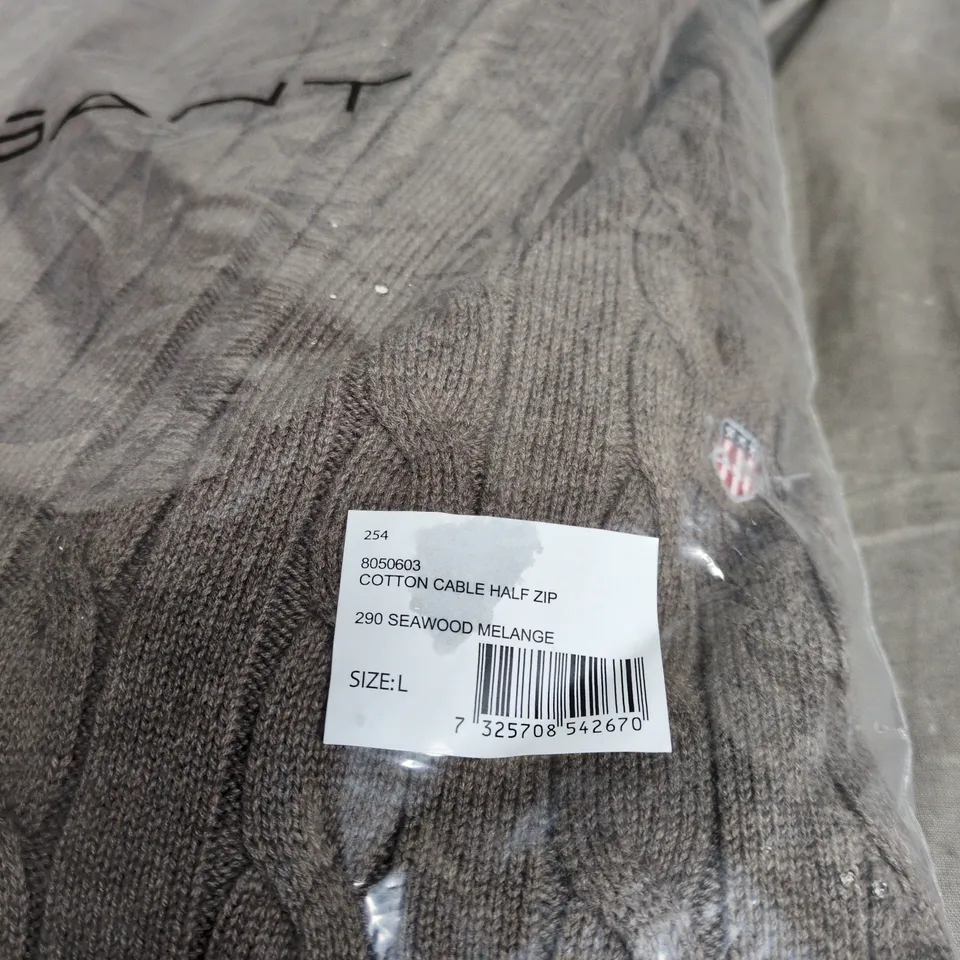 GANT
254
8050603
COTTON CABLE HALF ZIP
290 SEAWOOD MELANGE
SIZE: L
7 325708 542670